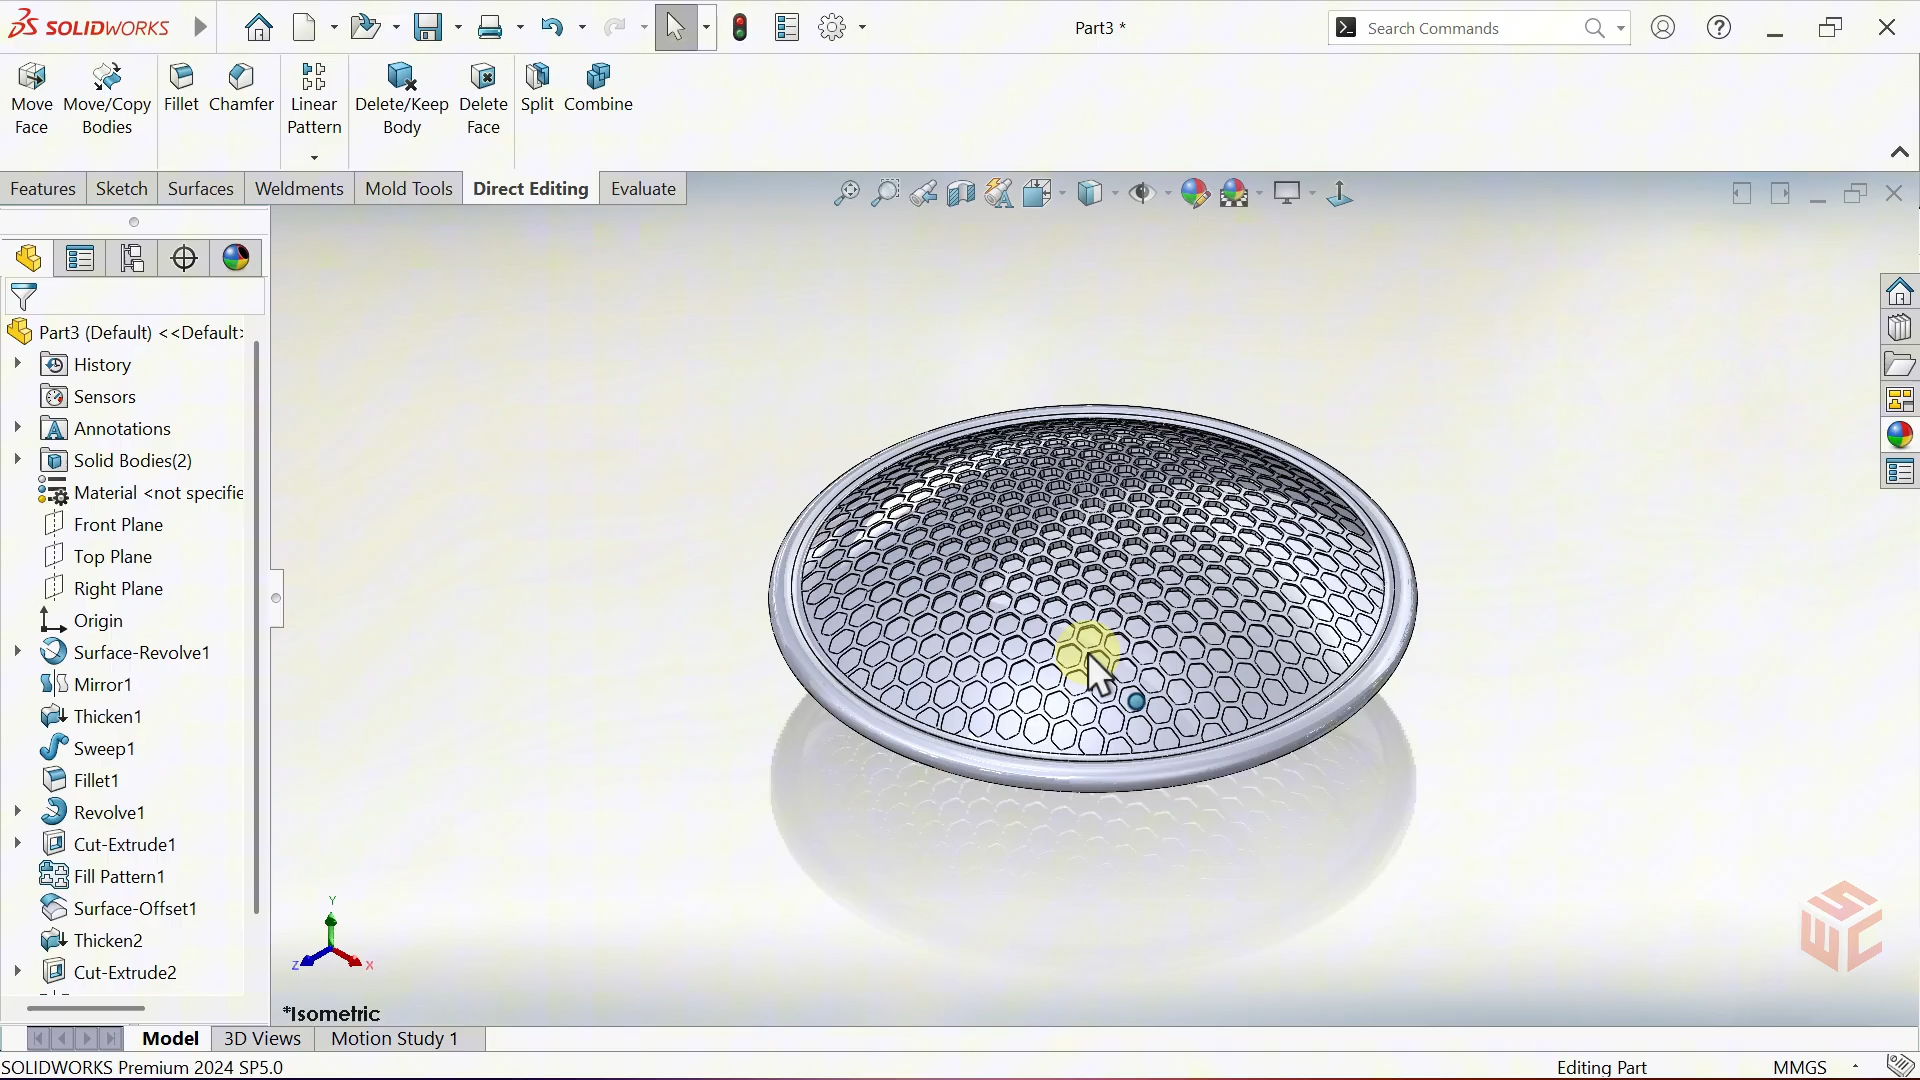 SOLIDWORKS
Part3 *
Search Commands
Move Face
Move/Copy Bodies
Fillet
Chamfer
Linear Pattern
Delete/Keep Body
Delete Face
Split
Combine
Features
Sketch
Surfaces
Weldments
Mold Tools
Direct Editing
Evaluate
Part3 (Default) <<Default>
History
Sensors
Annotations
Solid Bodies(2)
Material <not specifie
Front Plane
Top Plane
Right Plane
Origin
Surface-Revolve1
Mirror1
Thicken1
Sweep1
Fillet1
Revolve1
Cut-Extrude1
Fill Pattern1
Surface-Offset1
Thicken2
Cut-Extrude2
Y
Z
X
*Isometric
SWC
Model
3D Views
Motion Study 1
SOLIDWORKS Premium 2024 SP5.0
Editing Part
MMGS